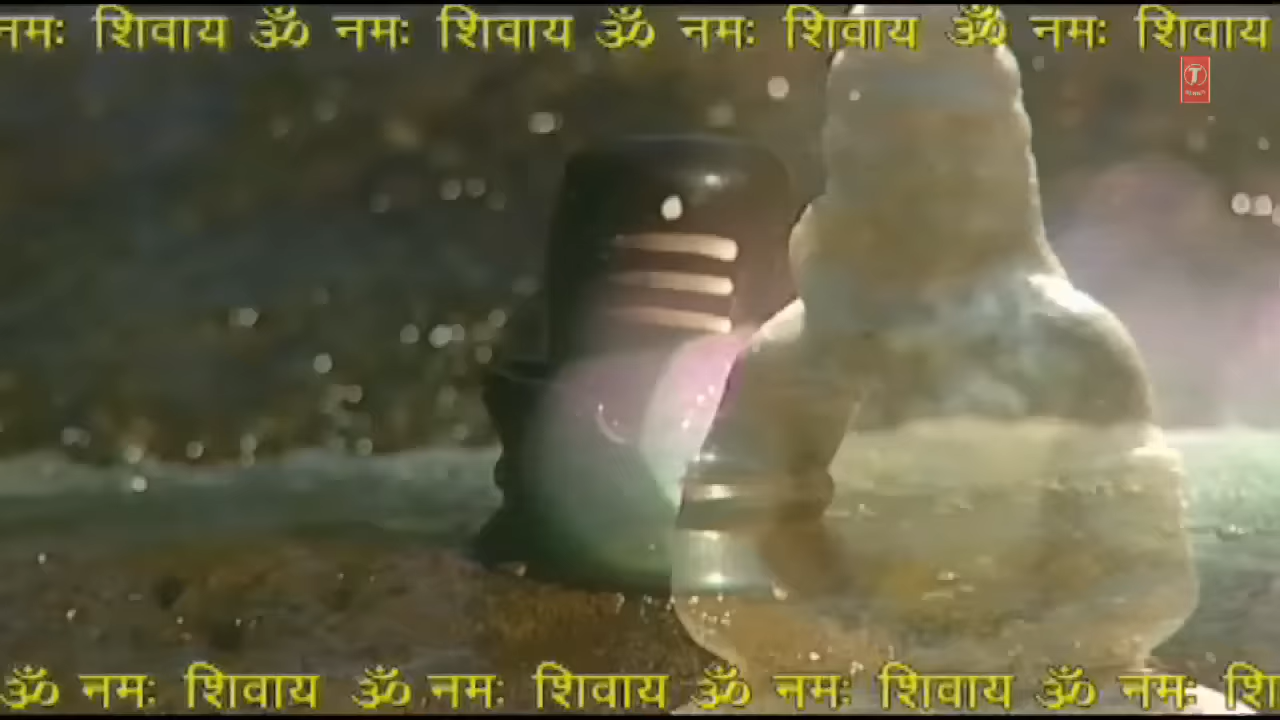 नमः शिवाय ॐ नमः शिवाय ॐ नमः शिवाय ॐ नमः शिवाय
T
ॐ नमः शिवाय ॐ नमः शिवाय ॐ नमः शिवाय ॐ नमः शि